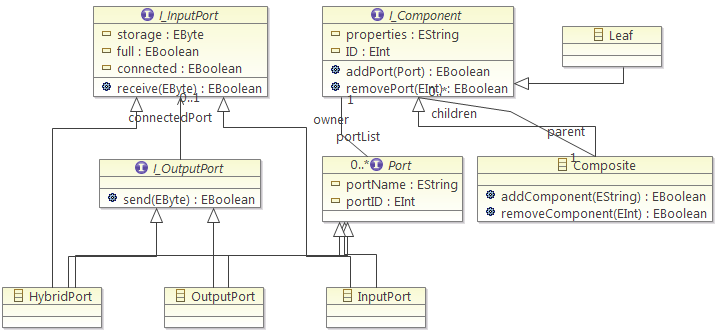 I_InputPort
storage : EByte
full : EBoolean
connected : EBoolean
receive(EByte) : EBoolean
I_Component
properties : EString
ID : EInt
addPort(Port) : EBoolean
removePort(EInt) : EBoolean
Leaf
0..1
connectedPort
1
owner
portList
0..*
0..*
children
parent
1
I_OutputPort
send(EByte) : EBoolean
Port
portName : EString
portID : EInt
Composite
addComponent(EString) : EBoolean
removeComponent(EInt) : EBoolean
HybridPort
OutputPort
InputPort